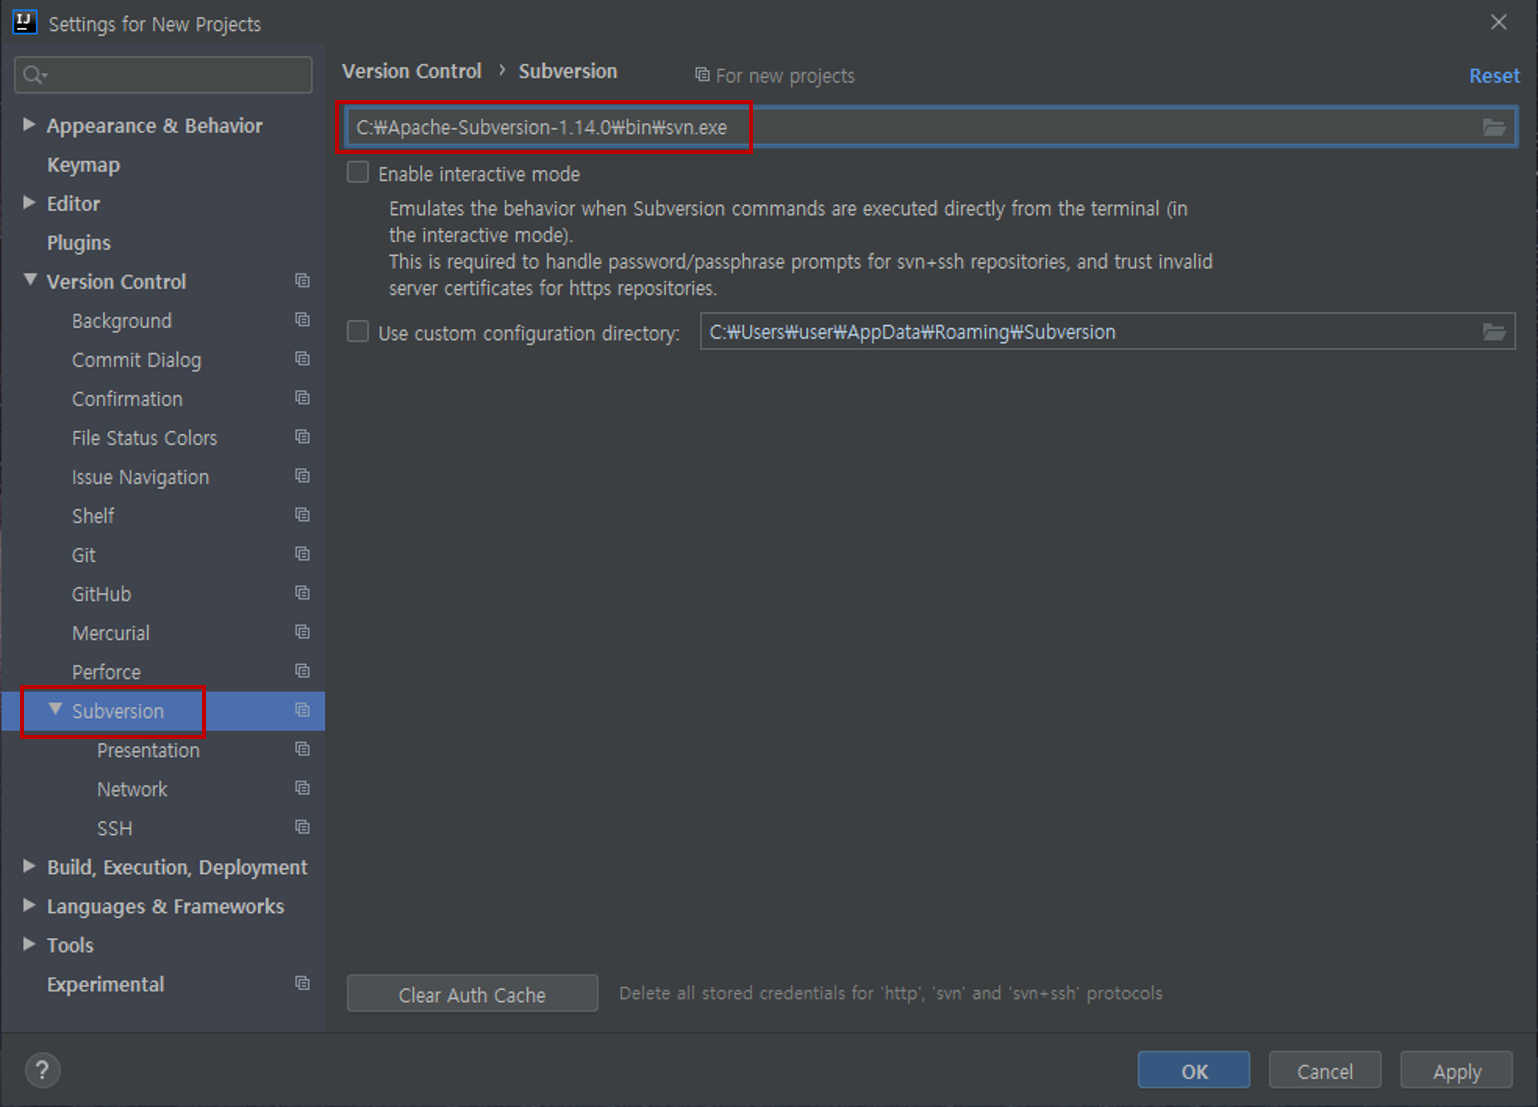 IJ
Settings for New Projects
Appearance & Behavior
Keymap
Editor
Plugins
Version Control
Background
Commit Dialog
Confirmation
File Status Colors
Issue Navigation
Shelf
Git
GitHub
Mercurial
Perforce
Subversion
Presentation
Network
SSH
Build, Execution, Deployment
Languages & Frameworks
Tools
Experimental
Version Control › Subversion For new projects Reset
C:₩Apache-Subversion-1.14.0₩bin₩svn.exe
Enable interactive mode
Emulates the behavior when Subversion commands are executed directly from the terminal (in
the interactive mode).
This is required to handle password/passphrase prompts for svn+ssh repositories, and trust invalid
server certificates for https repositories.
Use custom configuration directory: C:₩Users₩user₩AppData₩Roaming₩Subversion
Clear Auth Cache Delete all stored credentials for 'http', 'svn' and 'svn+ssh' protocols
? OK Cancel Apply